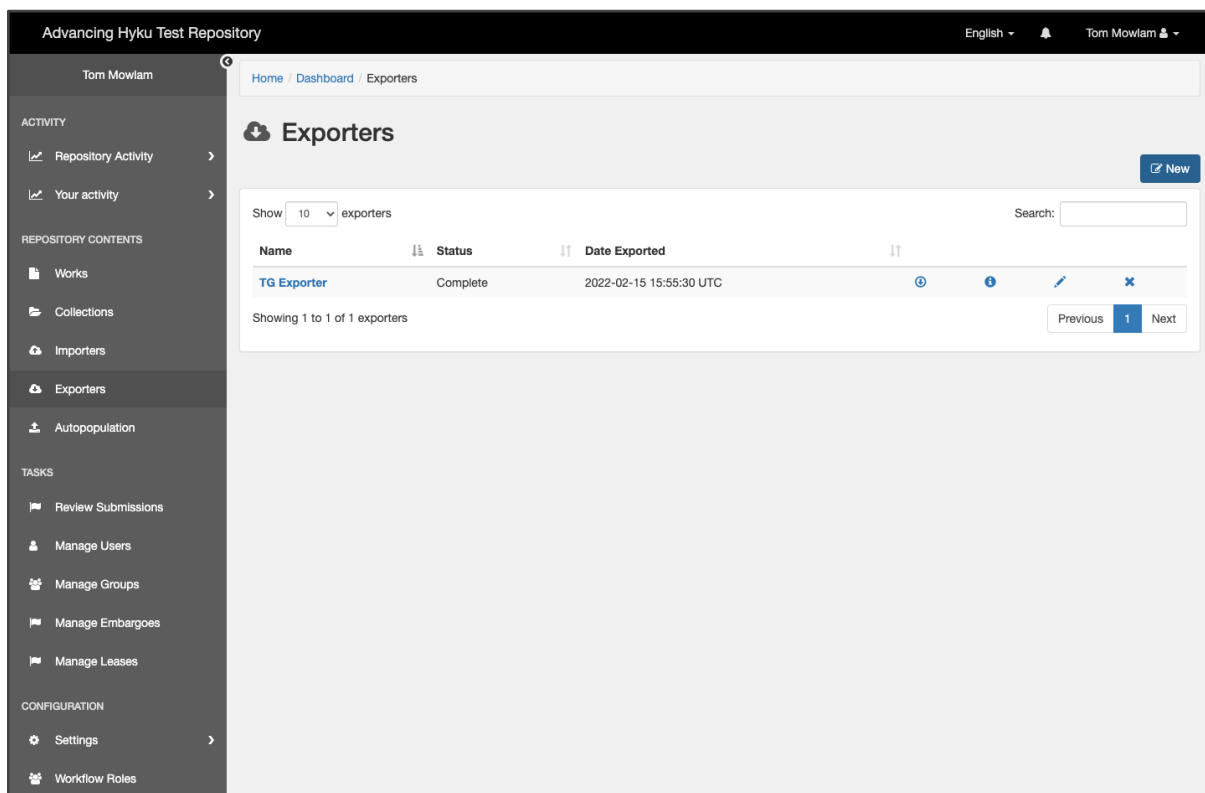 Advancing Hyku Test Repository English Tom Mowlam
Tom Mowlam
Home / Dashboard / Exporters
ACTIVITY
Repository Activity
Your activity
REPOSITORY CONTENTS
Works
Collections
Importers
Exporters
Autopopulation
TASKS
Review Submissions
Manage Users
Manage Groups
Manage Embargoes
Manage Leases
CONFIGURATION
Settings
Workflow Roles
Exporters
New
Show 10 exporters Search:
Name Status Date Exported
TG Exporter Complete 2022-02-15 15:55:30 UTC
Showing 1 to 1 of 1 exporters Previous 1 Next